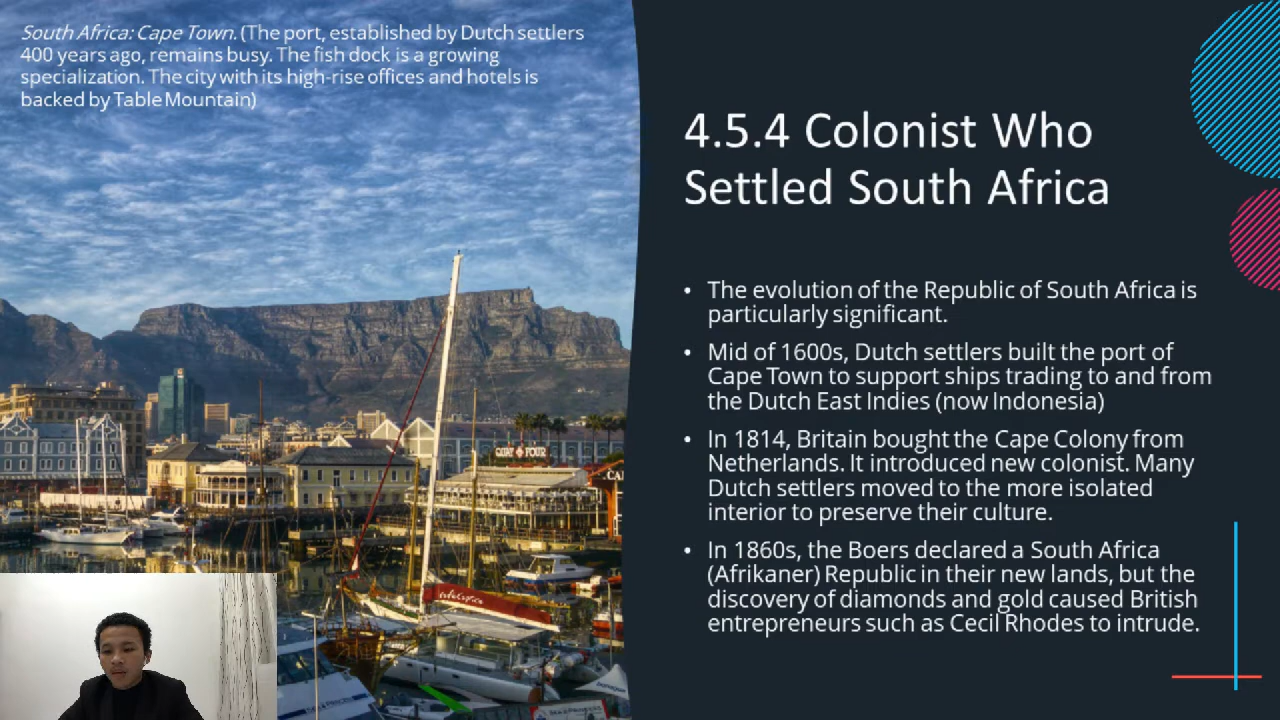 South Africa: Cape Town. (The port, established by Dutch settlers
400 years ago, remains busy. The fish dock is a growing
specialization. The city with its high-rise offices and hotels is
backed by Table Mountain)
4.5.4 Colonist Who
Settled South Africa
• The evolution of the Republic of South Africa is
particularly significant.
• Mid of 1600s, Dutch settlers built the port of
Cape Town to support ships trading to and from
the Dutch East Indies (now Indonesia)
• In 1814, Britain bought the Cape Colony from
Netherlands. It introduced new colonist. Many
Dutch settlers moved to the more isolated
interior to preserve their culture.
• In 1860s, the Boers declared a South Africa
(Afrikaner) Republic in their new lands, but the
discovery of diamonds and gold caused British
entrepreneurs such as Cecil Rhodes to intrude.
QUAY FOUR